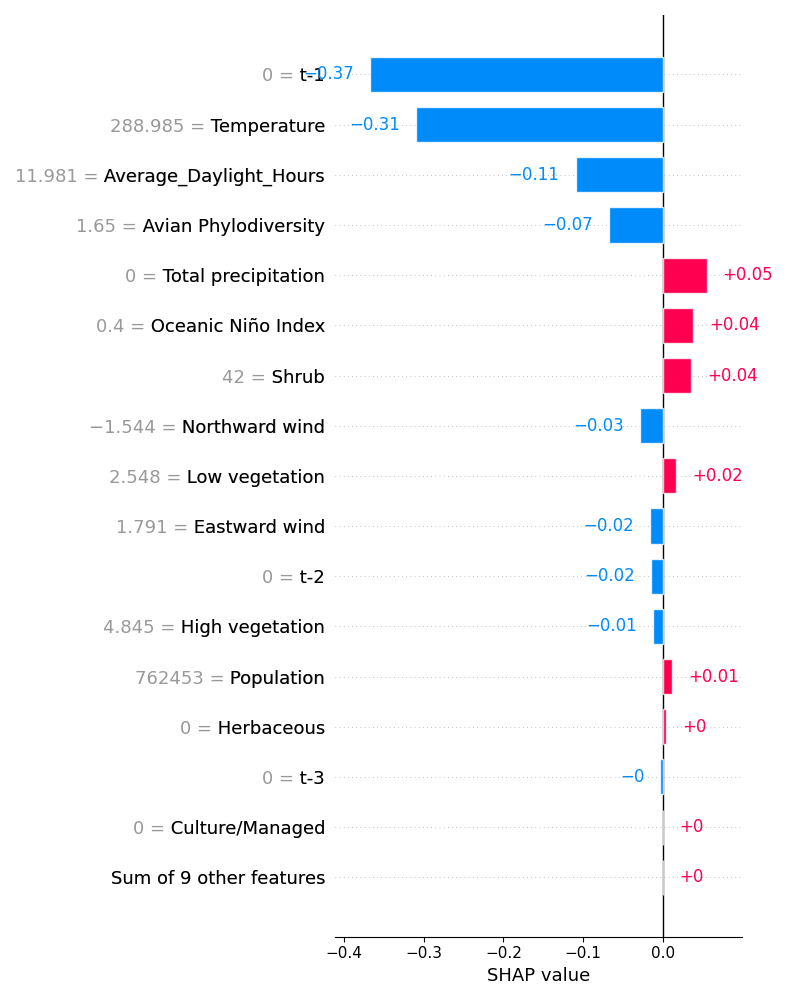 0 = t-1 −0.37
288.985 = Temperature −0.31
11.981 = Average_Daylight_Hours −0.11
1.65 = Avian Phylodiversity −0.07
0 = Total precipitation +0.05
0.4 = Oceanic Niño Index +0.04
42 = Shrub +0.04
−1.544 = Northward wind −0.03
2.548 = Low vegetation +0.02
1.791 = Eastward wind −0.02
0 = t-2 −0.02
4.845 = High vegetation −0.01
762453 = Population +0.01
0 = Herbaceous +0
0 = t-3 −0
0 = Culture/Managed +0
Sum of 9 other features +0
−0.4 −0.3 −0.2 −0.1 0.0
SHAP value